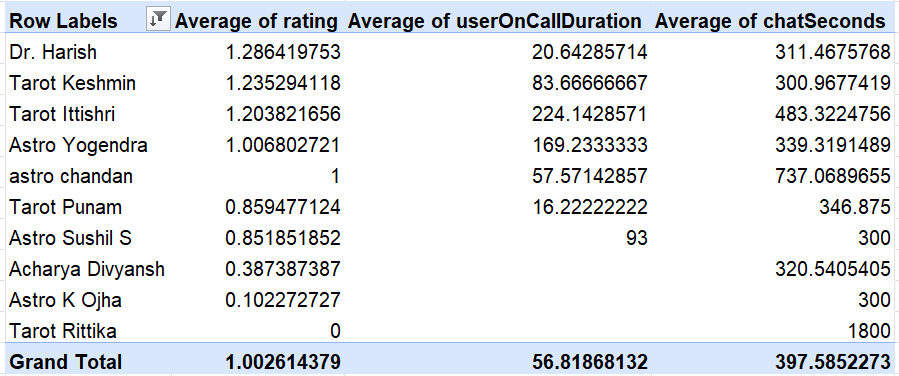 Row Labels Average of rating Average of userOnCallDuration Average of chatSeconds
Dr. Harish 1.286419753 20.64285714 311.4675768
Tarot Keshmin 1.235294118 83.66666667 300.9677419
Tarot Ittishri 1.203821656 224.1428571 483.3224756
Astro Yogendra 1.006802721 169.2333333 339.3191489
astro chandan 1 57.57142857 737.0689655
Tarot Punam 0.859477124 16.22222222 346.875
Astro Sushil S 0.851851852 93 300
Acharya Divyansh 0.387387387 320.5405405
Astro K Ojha 0.102272727 300
Tarot Rittika 0 1800
Grand Total 1.002614379 56.81868132 397.5852273